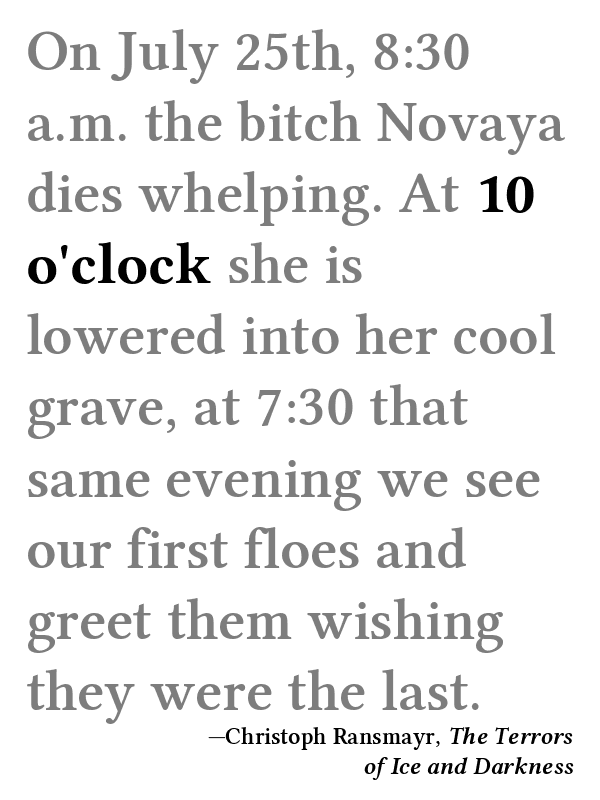 On July 25th, 8:30
a.m. the bitch Novaya
dies whelping. At 10
o'clock she is
lowered into her cool
grave, at 7:30 that
same evening we see
our first floes and
greet them wishing
they were the last.
—Christoph Ransmayr, The Terrors
of Ice and Darkness